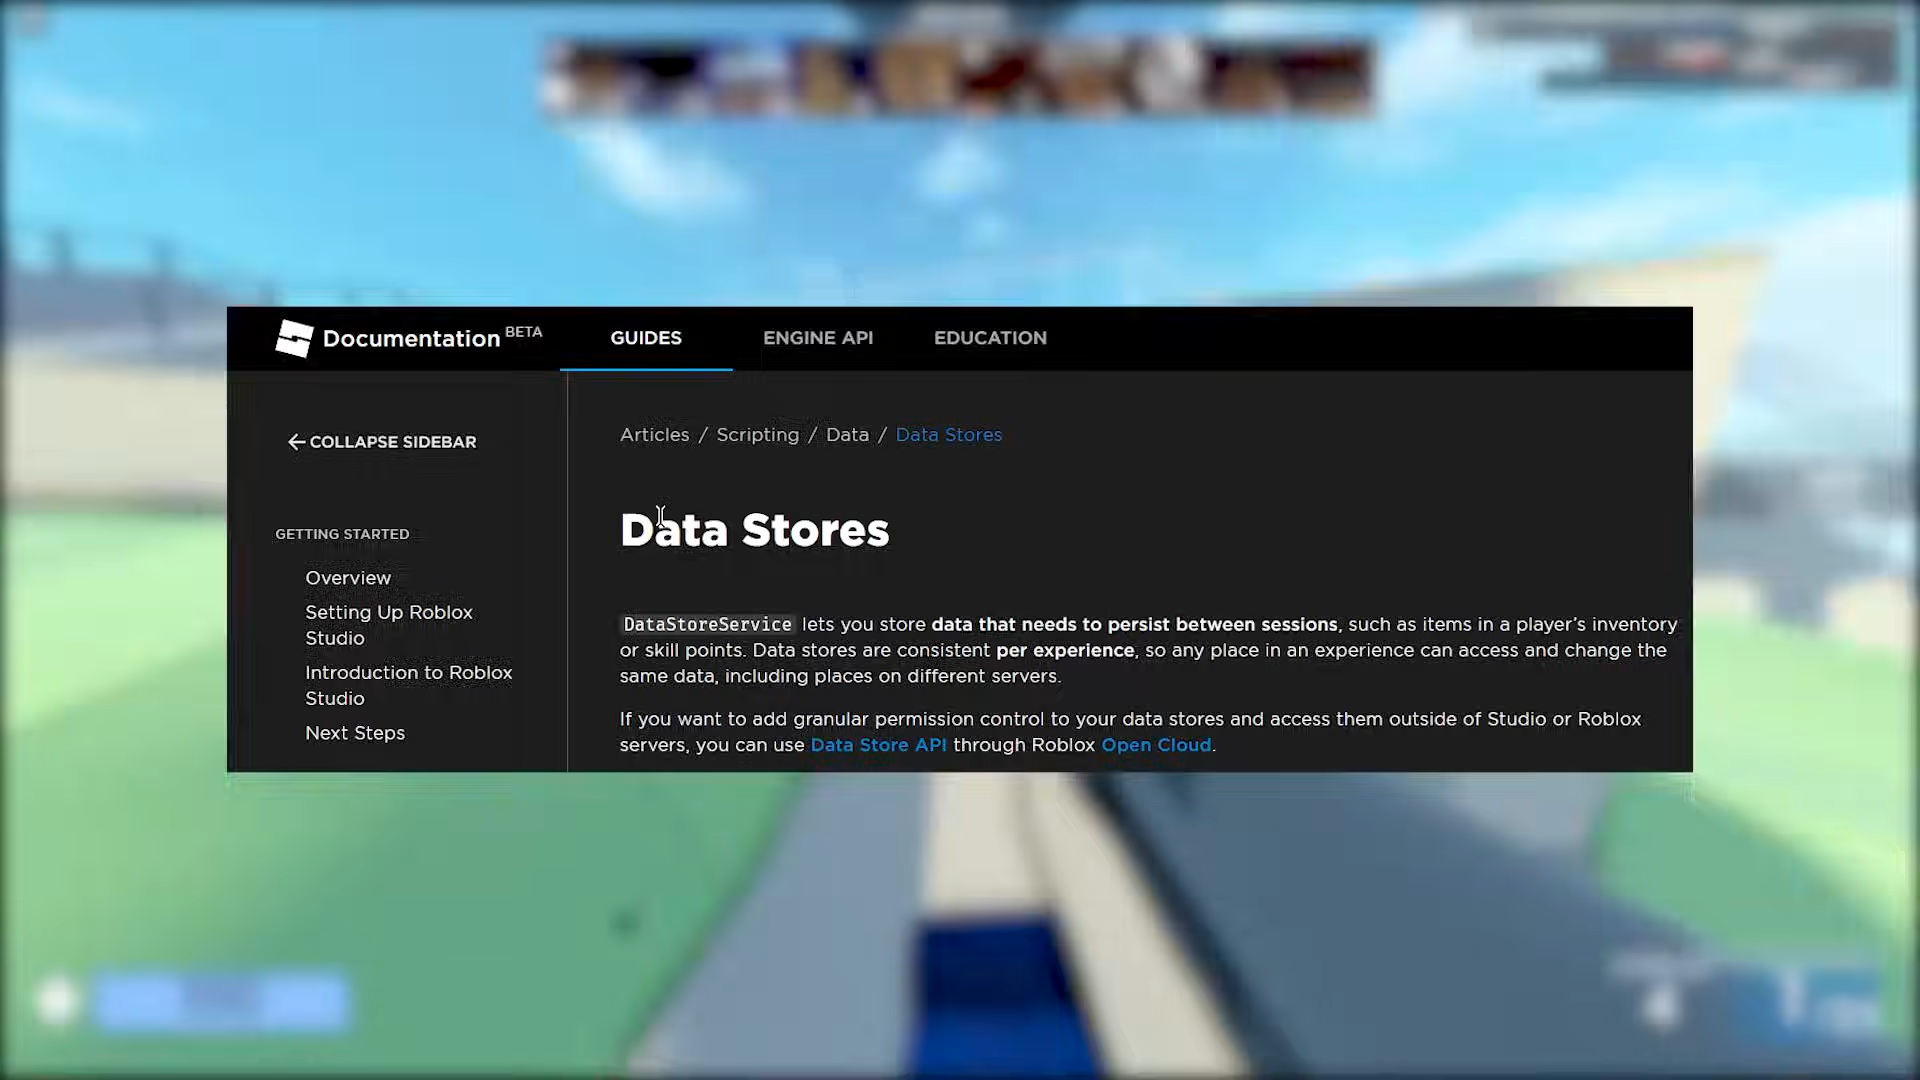 Documentation BETA
GUIDES
ENGINE API
EDUCATION
← COLLAPSE SIDEBAR
GETTING STARTED
Overview
Setting Up Roblox
Studio
Introduction to Roblox
Studio
Next Steps
Articles / Scripting / Data / Data Stores
Data Stores
DataStoreService lets you store data that needs to persist between sessions, such as items in a player's inventory
or skill points. Data stores are consistent per experience, so any place in an experience can access and change the
same data, including places on different servers.
If you want to add granular permission control to your data stores and access them outside of Studio or Roblox
servers, you can use Data Store API through Roblox Open Cloud.